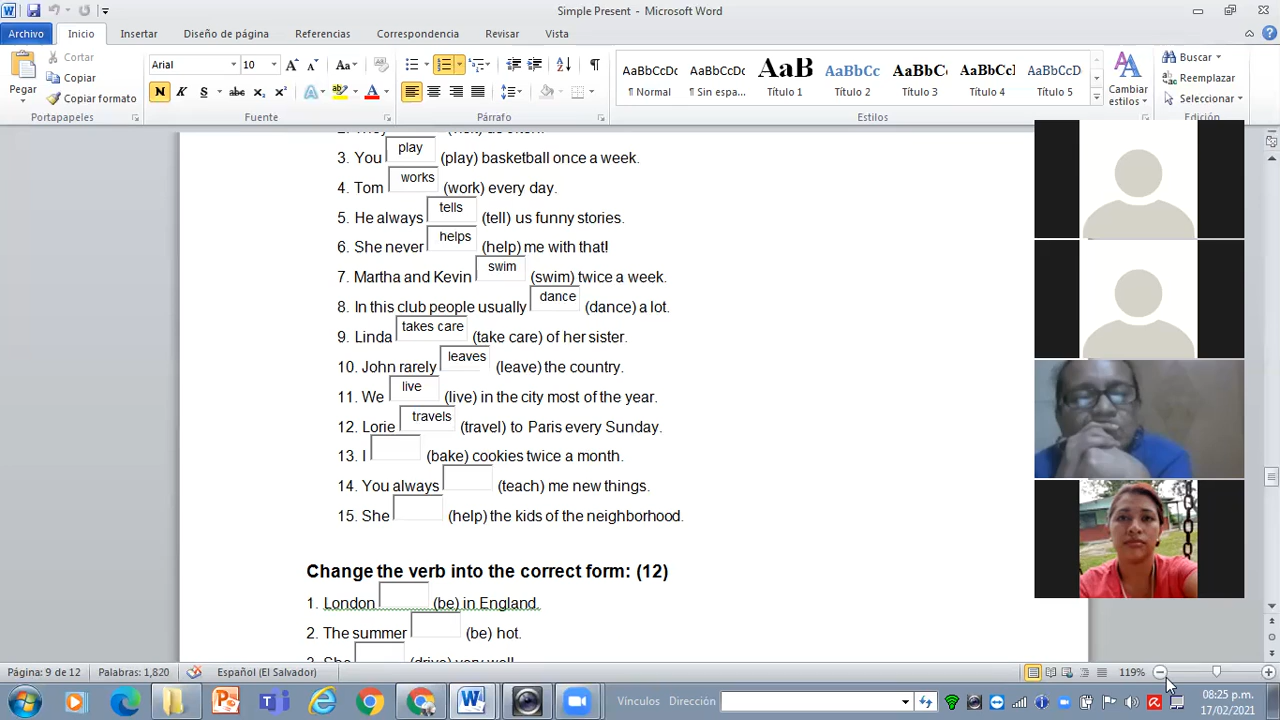 Simple Present - Microsoft Word
Archivo Inicio Insertar Diseño de página Referencias Correspondencia Revisar Vista
Cortar
Copiar
Copiar formato
Pegar
Arial 10
AaBbCcDc AaBbCcDc AaB AaBbCc AaBbCc AaBbCc AaBbCcD
¶ Normal ¶ Sin espa... Título 1 Título 2 Título 3 Título 4 Título 5
Cambiar estilos
Buscar
Reemplazar
Seleccionar
Portapapeles Fuente Párrafo Estilos Edición
3. You play (play) basketball once a week.
4. Tom works (work) every day.
5. He always tells (tell) us funny stories.
6. She never helps (help) me with that!
7. Martha and Kevin swim (swim) twice a week.
8. In this club people usually dance (dance) a lot.
9. Linda takes care (take care) of her sister.
10. John rarely leaves (leave) the country.
11. We live (live) in the city most of the year.
12. Lorie travels (travel) to Paris every Sunday.
13. I (bake) cookies twice a month.
14. You always (teach) me new things.
15. She (help) the kids of the neighborhood.
Change the verb into the correct form: (12)
1. London (be) in England.
2. The summer (be) hot.
3. She (drive) very well.
Página: 9 de 12 Palabras: 1,820 Español (El Salvador) 119%
Vínculos Dirección
08:25 p.m.
17/02/2021